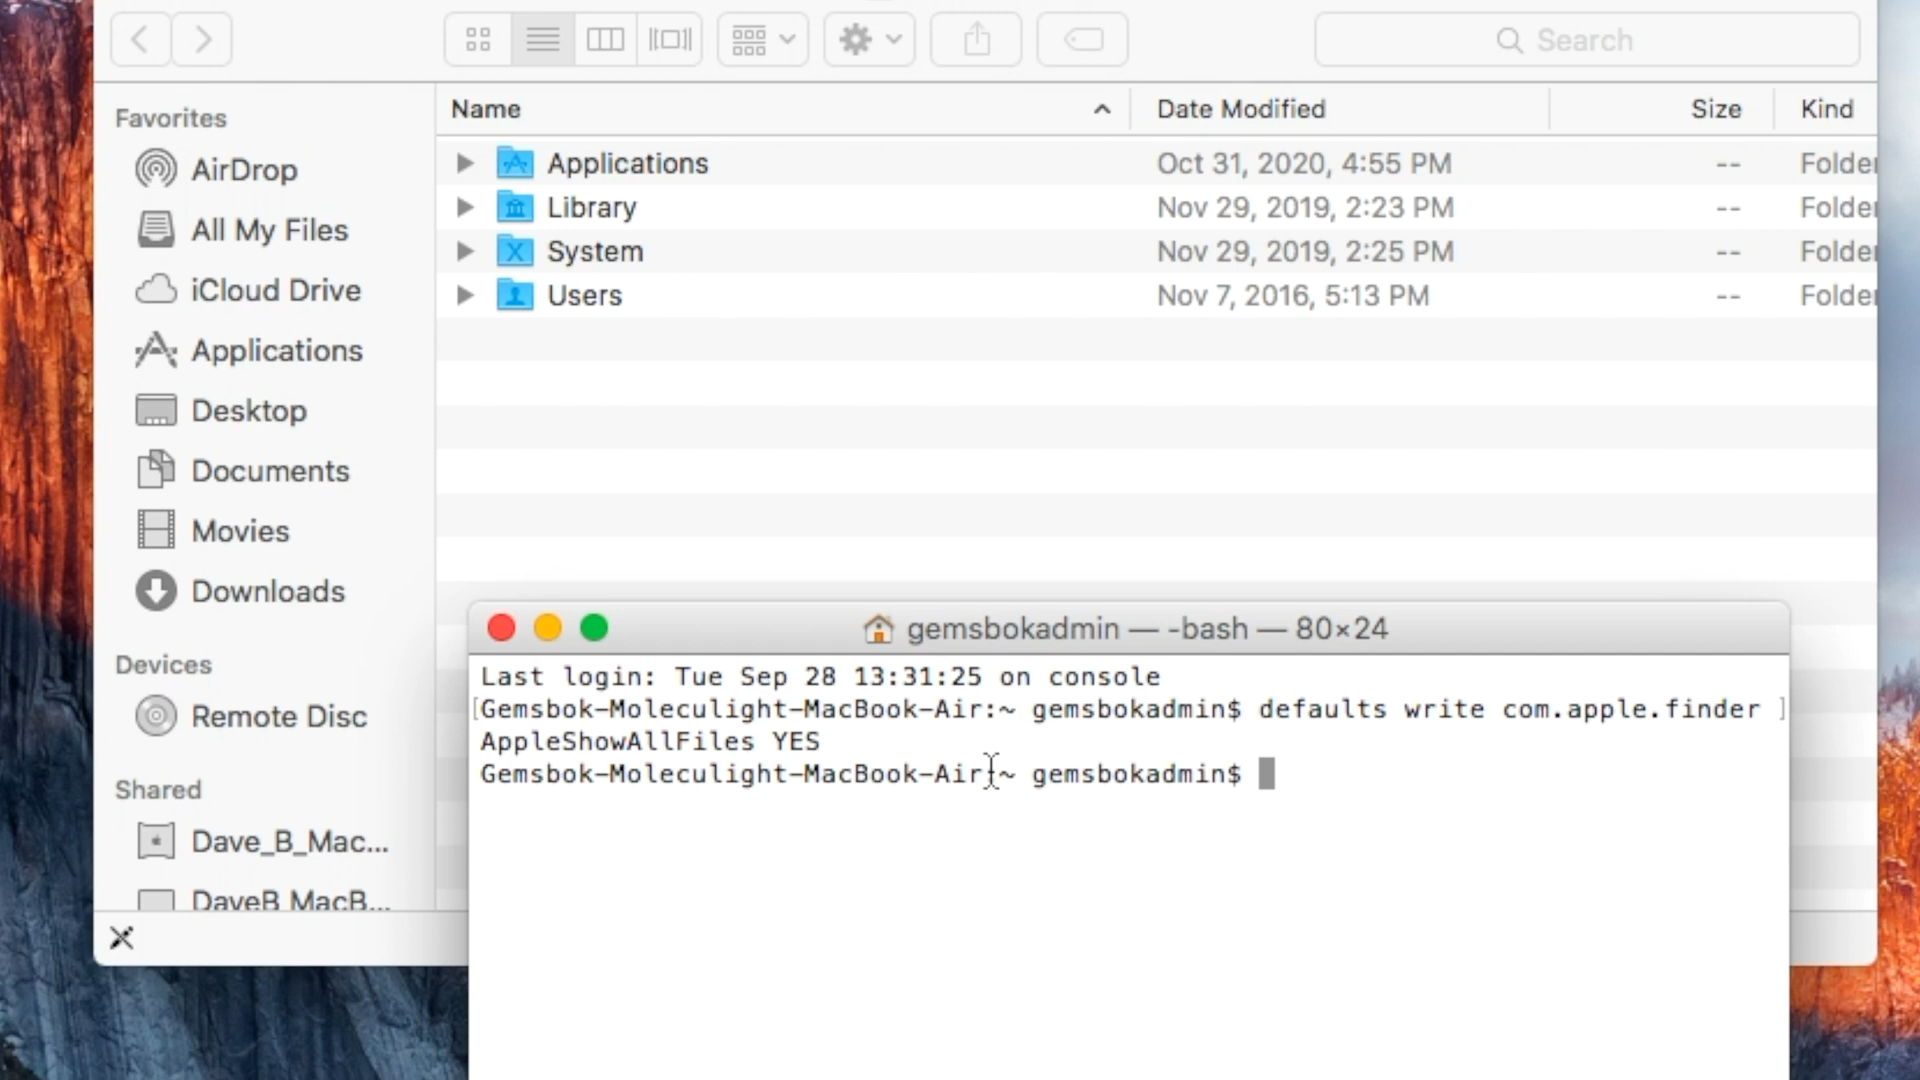 Search
Name Date Modified Size Kind
Favorites
AirDrop
All My Files
iCloud Drive
Applications
Desktop
Documents
Movies
Downloads
Devices
Remote Disc
Shared
Dave_B_Mac...
DaveB MacB...
Applications Oct 31, 2020, 4:55 PM -- Folder
Library Nov 29, 2019, 2:23 PM -- Folder
System Nov 29, 2019, 2:25 PM -- Folder
Users Nov 7, 2016, 5:13 PM -- Folder
gemsbokadmin — -bash — 80×24
Last login: Tue Sep 28 13:31:25 on console
[Gemsbok-Moleculight-MacBook-Air:~ gemsbokadmin$ defaults write com.apple.finder ]
AppleShowAllFiles YES
Gemsbok-Moleculight-MacBook-Air:~ gemsbokadmin$